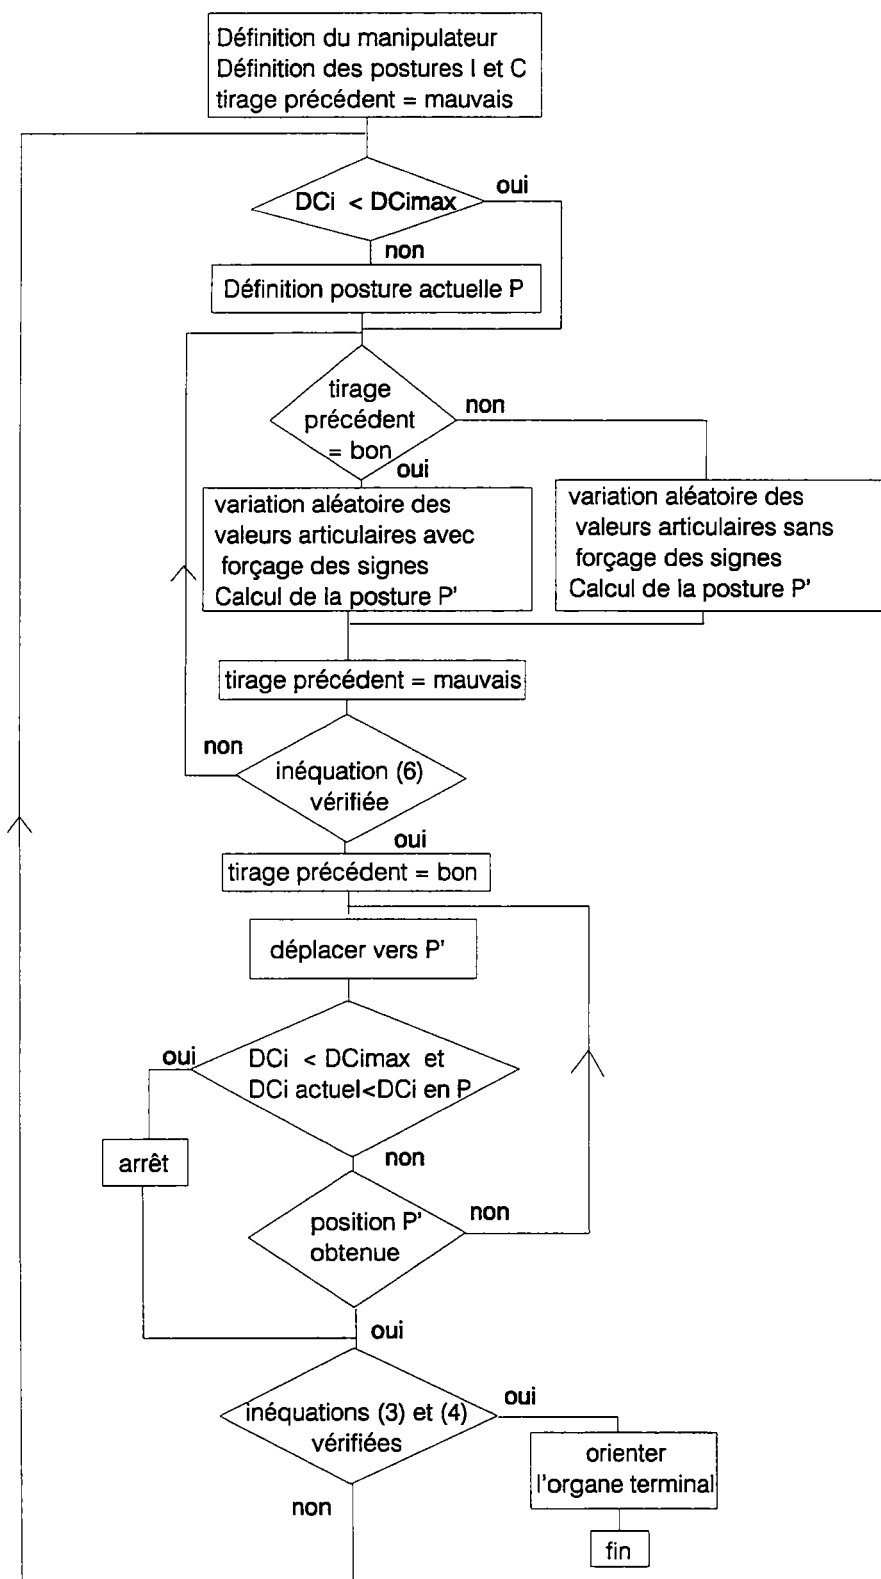 Définition du manipulateur
Définition des postures I et C
tirage précédent = mauvais
DCi < DCimax
oui
non
Définition posture actuelle P
tirage
précédent
= bon
non
oui
variation aléatoire des
valeurs articulaires avec
forçage des signes
Calcul de la posture P'
variation aléatoire des
valeurs articulaires sans
forçage des signes
Calcul de la posture P'
tirage précédent = mauvais
non
inéquation (6)
vérifiée
oui
tirage précédent = bon
déplacer vers P'
oui
DCi < DCimax et
DCi actuel<DCi en P
arrêt
non
position P'
obtenue
non
oui
inéquations (3) et (4)
vérifiées
oui
non
orienter
l'organe terminal
fin